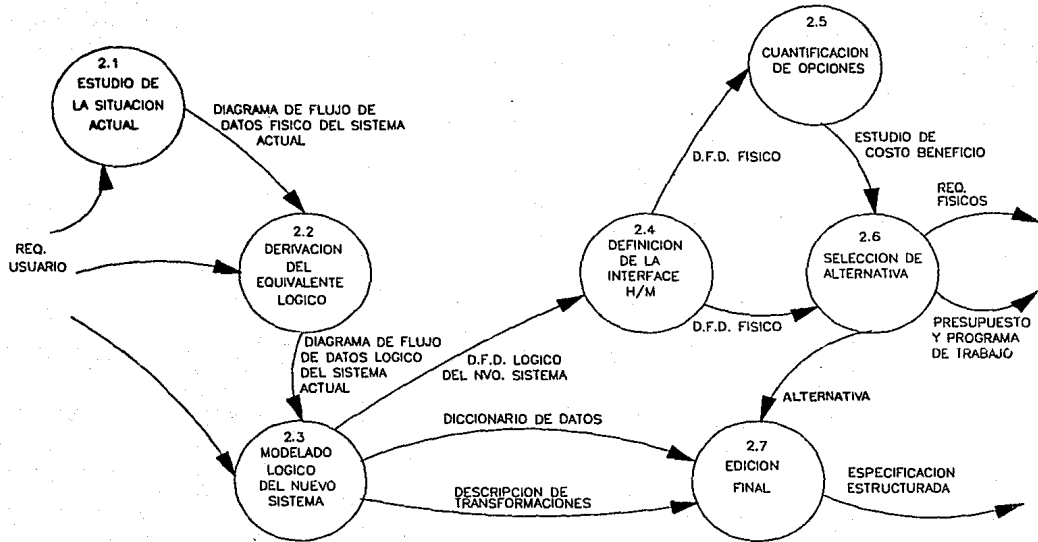 2.1
ESTUDIO DE
LA SITUACION
ACTUAL
DIAGRAMA DE FLUJO DE
DATOS FISICO DEL SISTEMA
ACTUAL
REQ.
USUARIO
2.2
DERIVACION
DEL
EQUIVALENTE
LOGICO
DIAGRAMA DE FLUJO
DE DATOS LOGICO
DEL SISTEMA
ACTUAL
2.3
MODELADO
LOGICO
DEL NUEVO
SISTEMA
D.F.D. LOGICO
DEL NVO. SISTEMA
DICCIONARIO DE DATOS
DESCRIPCION DE
TRANSFORMACIONES
2.4
DEFINICION
DE LA
INTERFACE
H/M
D.F.D. FISICO
D.F.D. FISICO
2.5
CUANTIFICACION
DE OPCIONES
ESTUDIO DE
COSTO BENEFICIO
2.6
SELECCION DE
ALTERNATIVA
REQ.
FISICOS
PRESUPUESTO
Y PROGRAMA
DE TRABAJO
ALTERNATIVA
2.7
EDICION
FINAL
ESPECIFICACION
ESTRUCTURADA